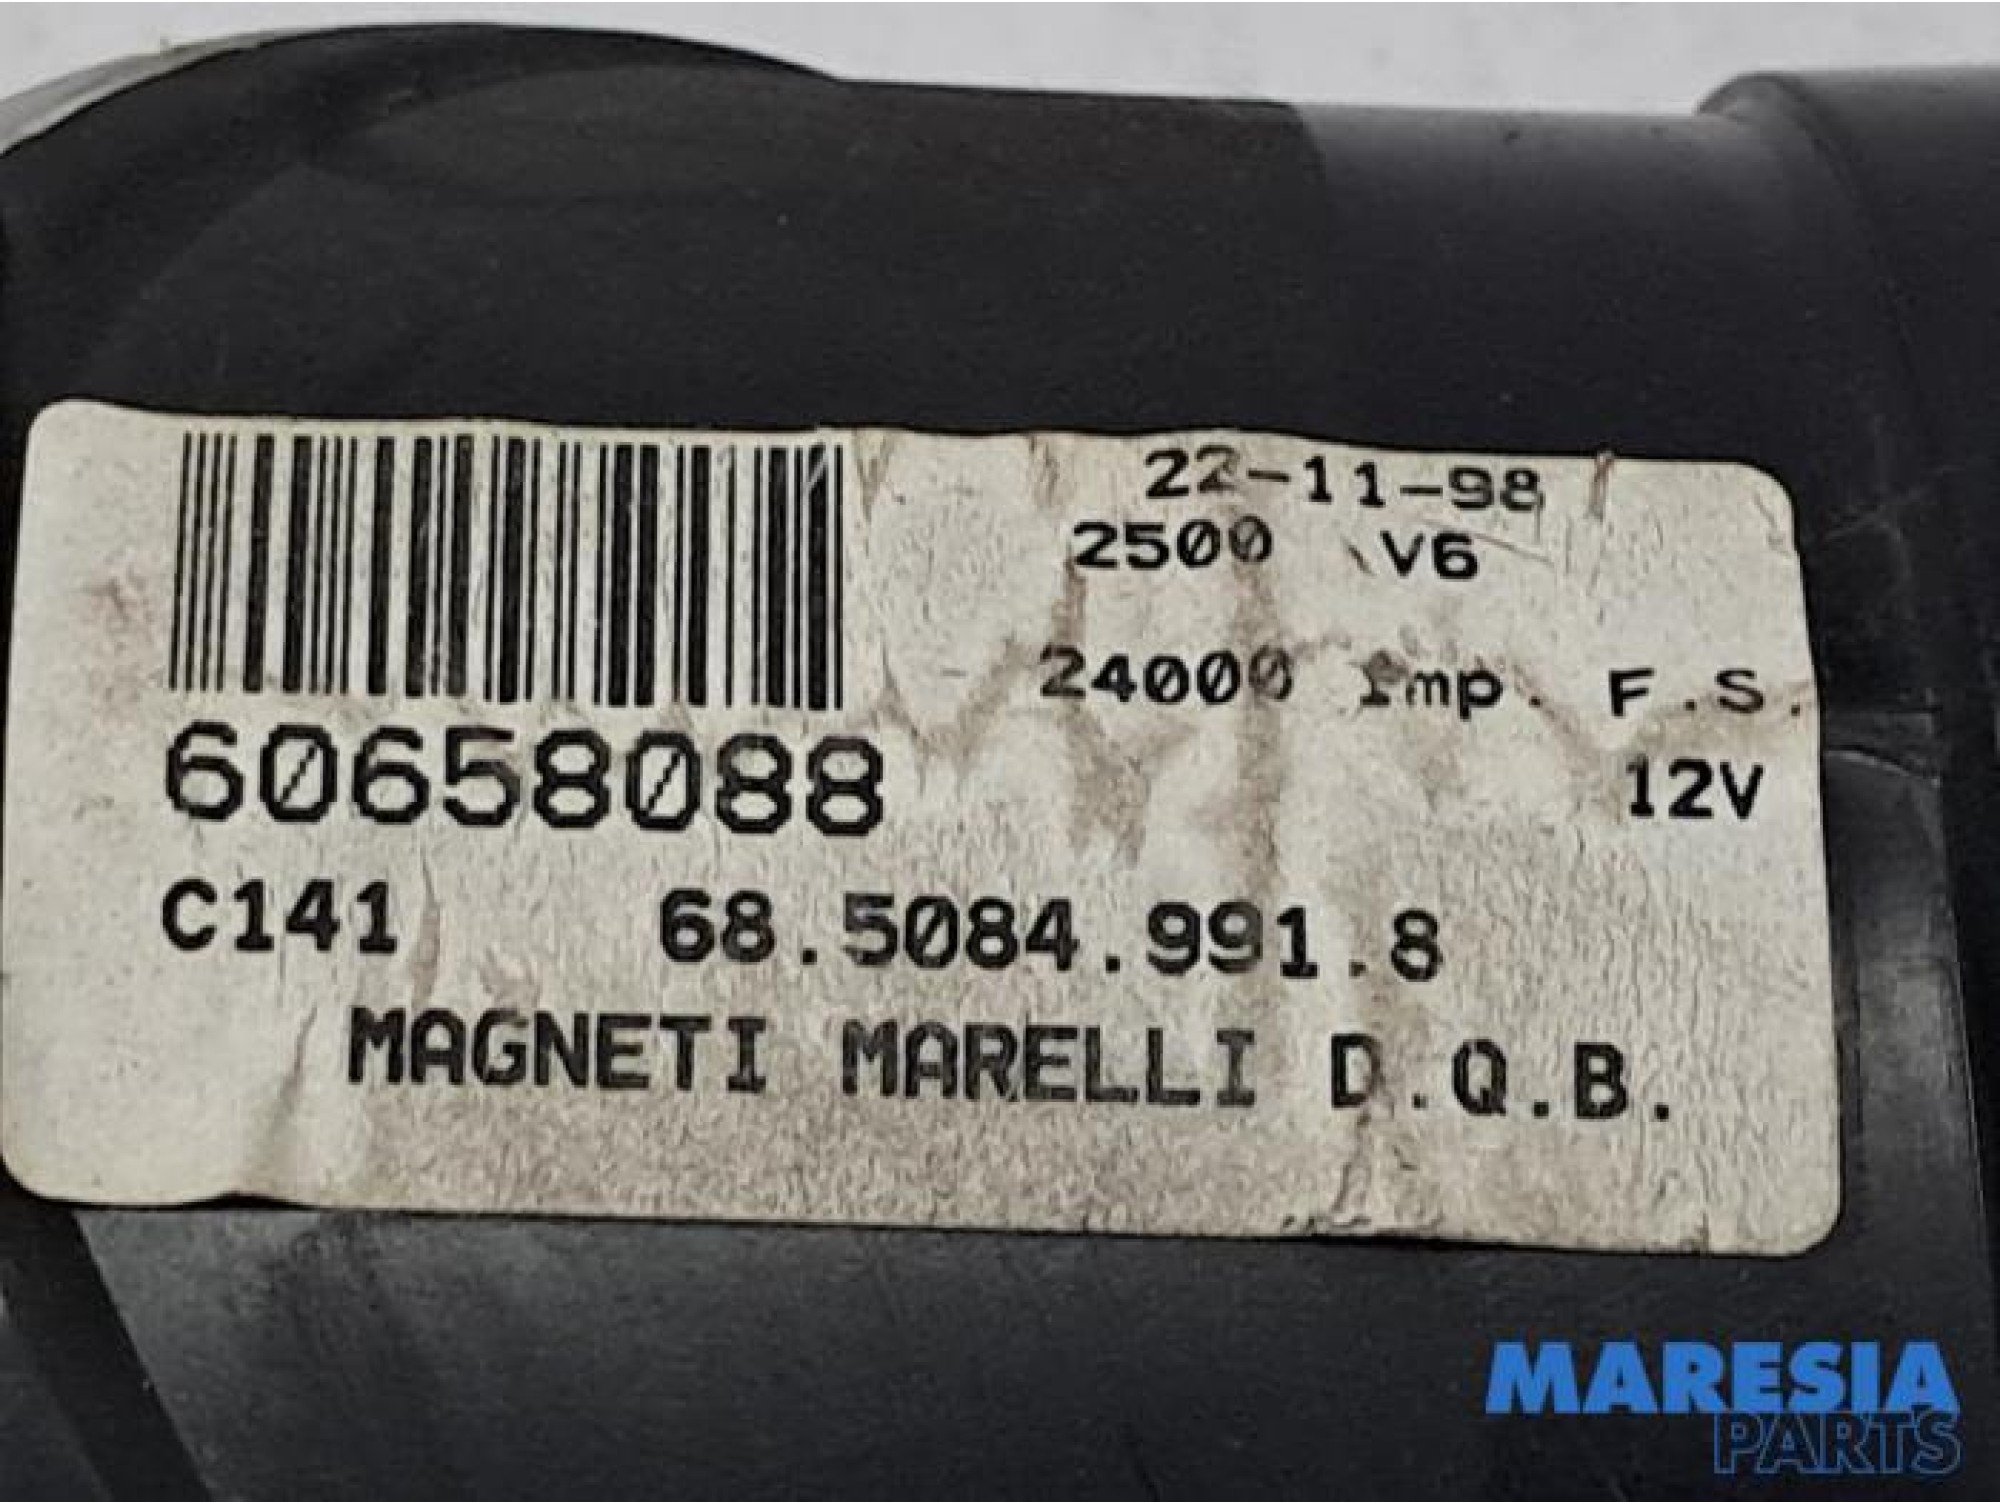 22-11-98
2500 V6
24000 Imp. F.S.
60658088
12V
C141 68.5084.991.8
MAGNETI MARELLI D.Q.B.
MARESIA
PARTS